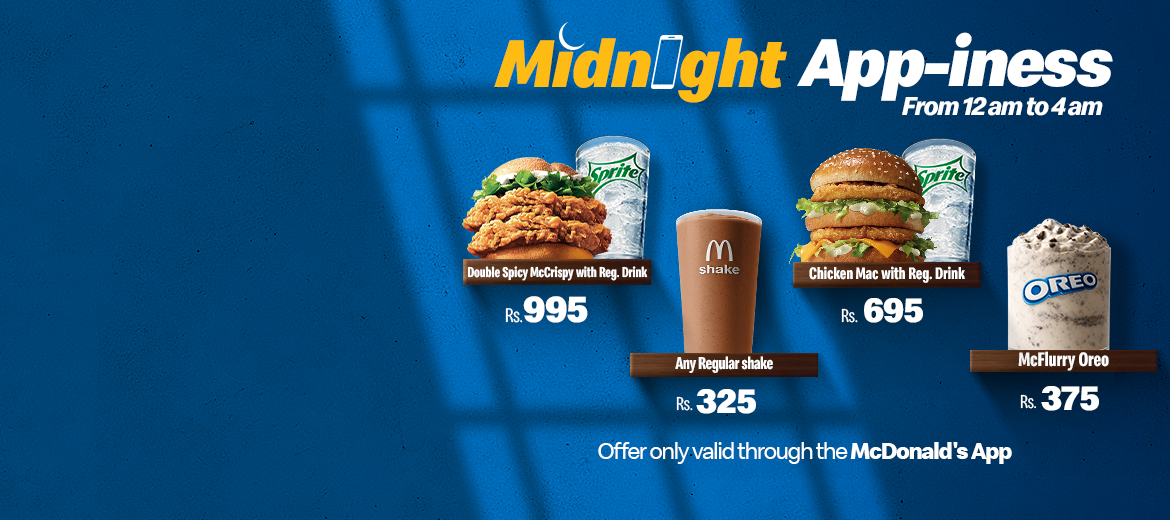 Midnight App-iness
From 12 am to 4 am
Sprite
Sprite
shake
OREO
Double Spicy McCrispy with Reg. Drink
Rs. 995
Chicken Mac with Reg. Drink
Rs. 695
Any Regular shake
Rs. 325
McFlurry Oreo
Rs. 375
Offer only valid through the McDonald's App